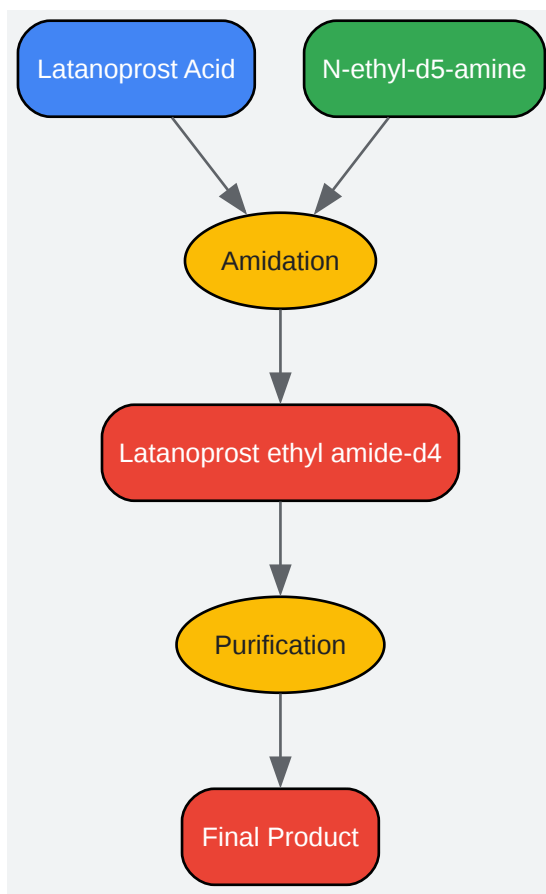 Latanoprost Acid
N-ethyl-d5-amine
Amidation
Latanoprost ethyl amide-d4
Purification
Final Product